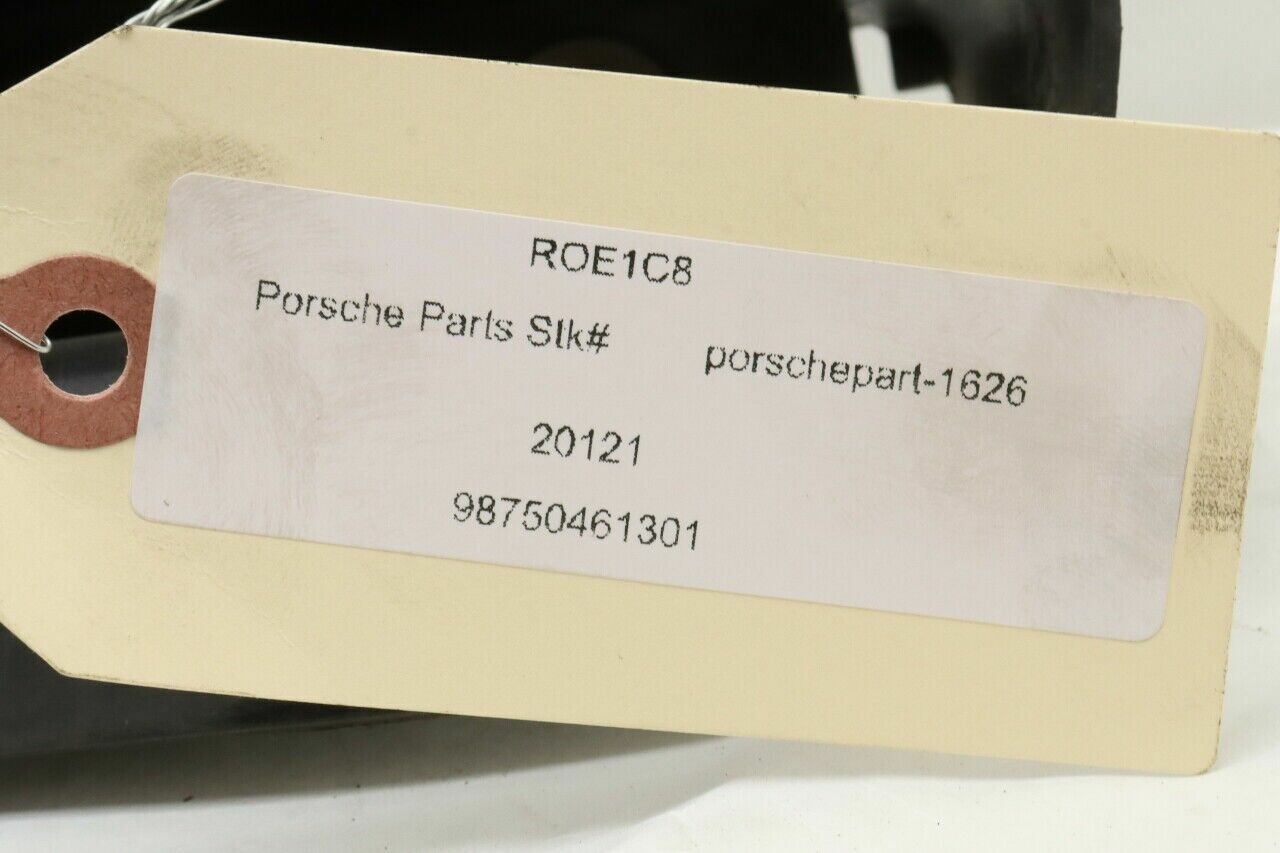 ROE1C8
Porsche Parts Stk# porschepart-1626
20121
98750461301